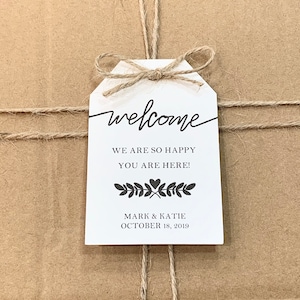 welcome
WE ARE SO HAPPY
YOU ARE HERE!
MARK & KATIE
OCTOBER 18, 2019